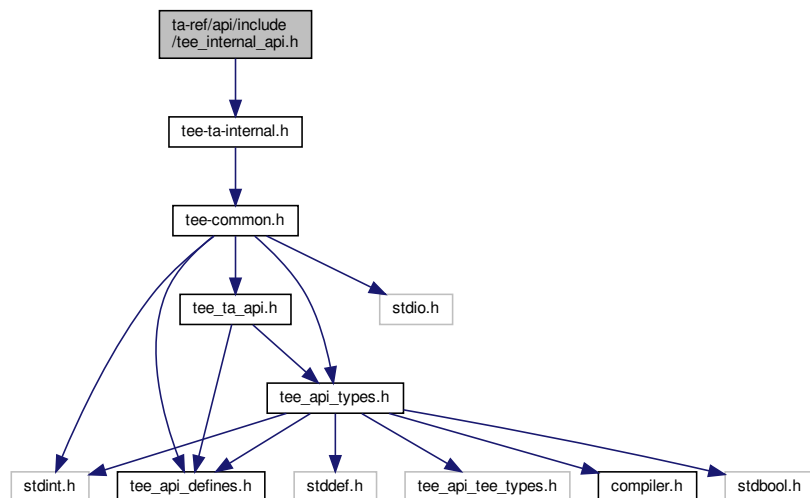 ta-ref/api/include
/tee_internal_api.h
tee-ta-internal.h
tee-common.h
tee_ta_api.h
stdio.h
tee_api_types.h
stdint.h
tee_api_defines.h
stddef.h
tee_api_tee_types.h
compiler.h
stdbool.h